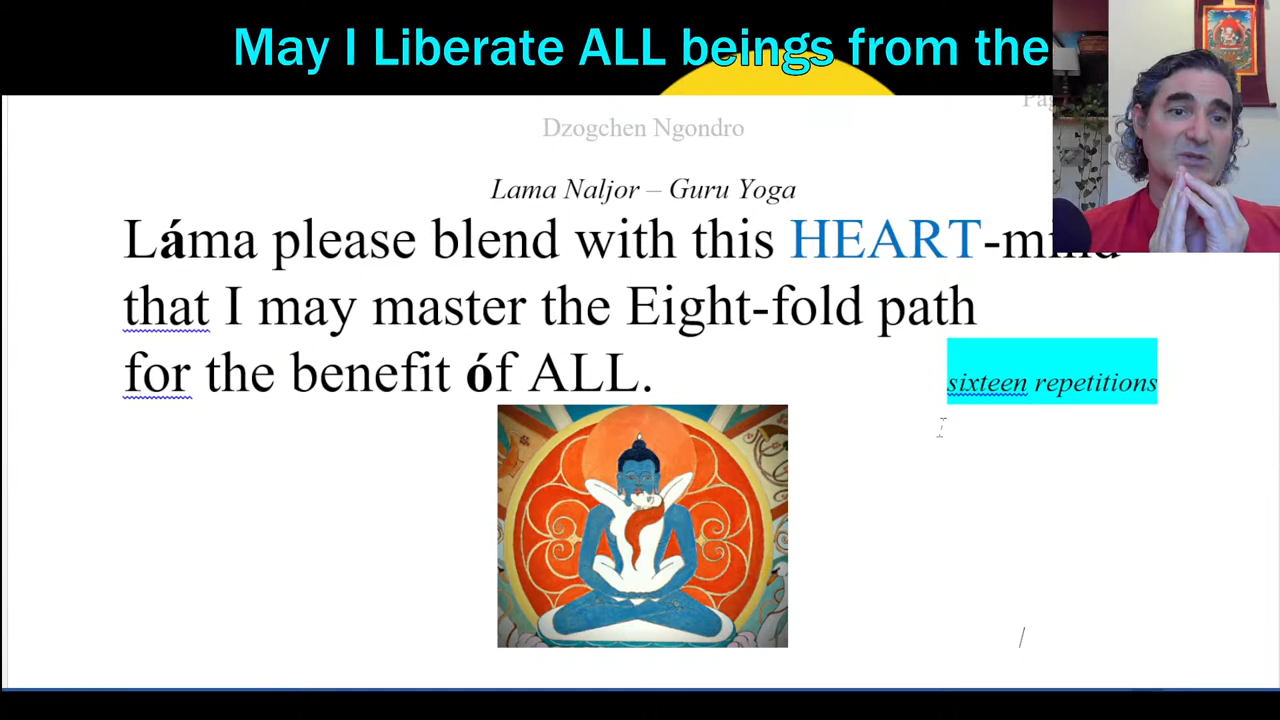 May I Liberate ALL beings from the
Dzogchen Ngondro
Lama Naljor – Guru Yoga
Láma please blend with this HEART-mind
that I may master the Eight-fold path
for the benefit óf ALL.
sixteen repetitions
/